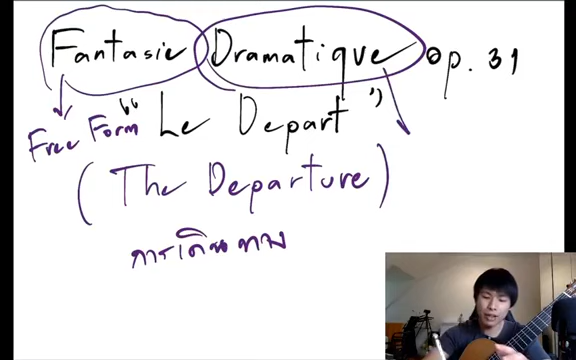 Fantasie Dramatique Op. 31
Free Form
" Le Depart "
(The Departure)
การเดินทาง